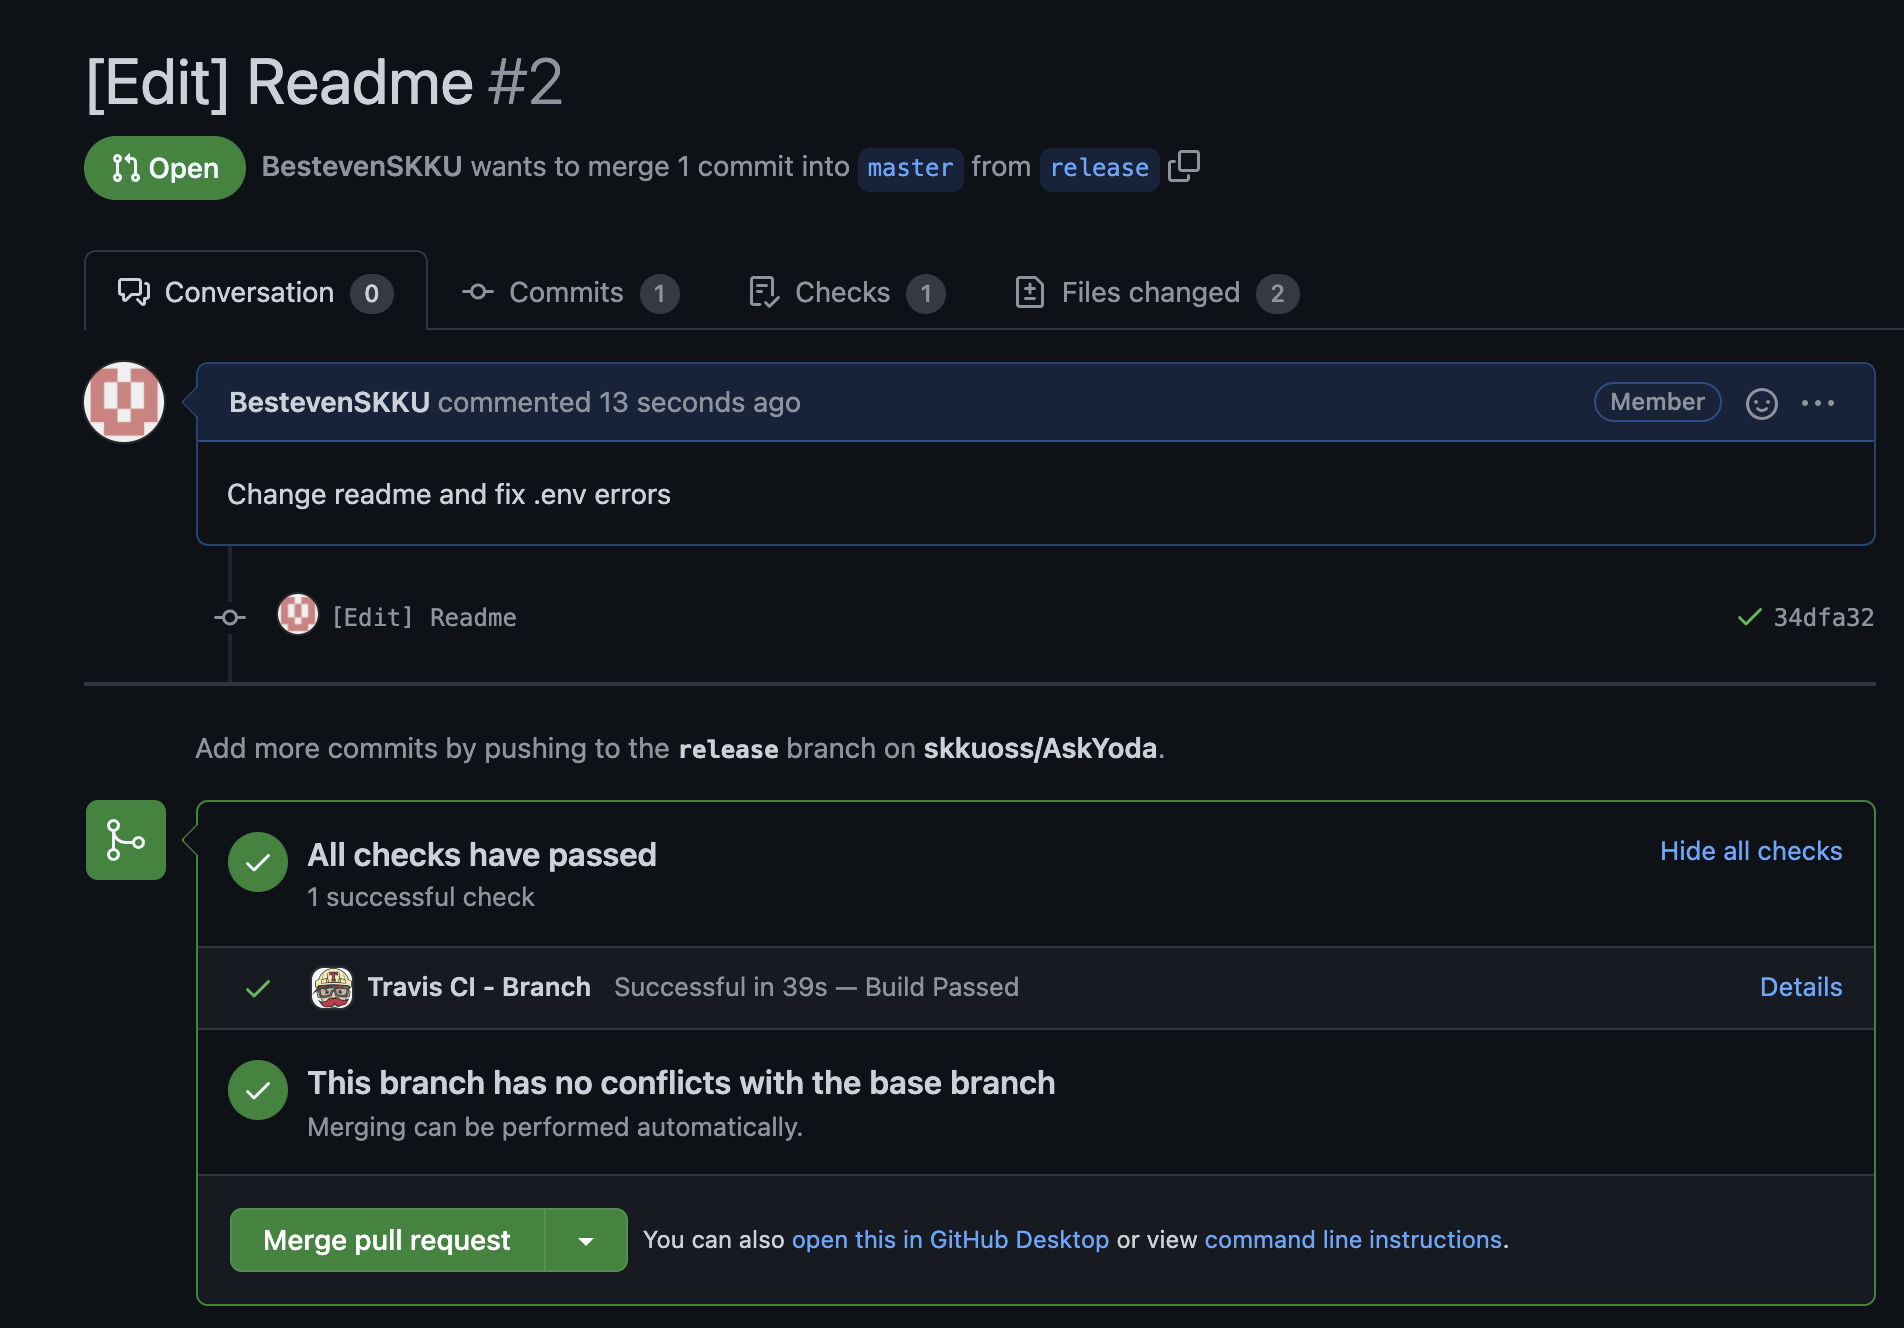 [Edit] Readme #2
Open BestevenSKKU wants to merge 1 commit into master from release
Conversation 0 Commits 1 Checks 1 Files changed 2
BestevenSKKU commented 13 seconds ago Member
Change readme and fix .env errors
[Edit] Readme 34dfa32
Add more commits by pushing to the release branch on skkuoss/AskYoda.
All checks have passed Hide all checks
1 successful check
Travis CI - Branch Successful in 39s — Build Passed Details
This branch has no conflicts with the base branch
Merging can be performed automatically.
Merge pull request You can also open this in GitHub Desktop or view command line instructions.